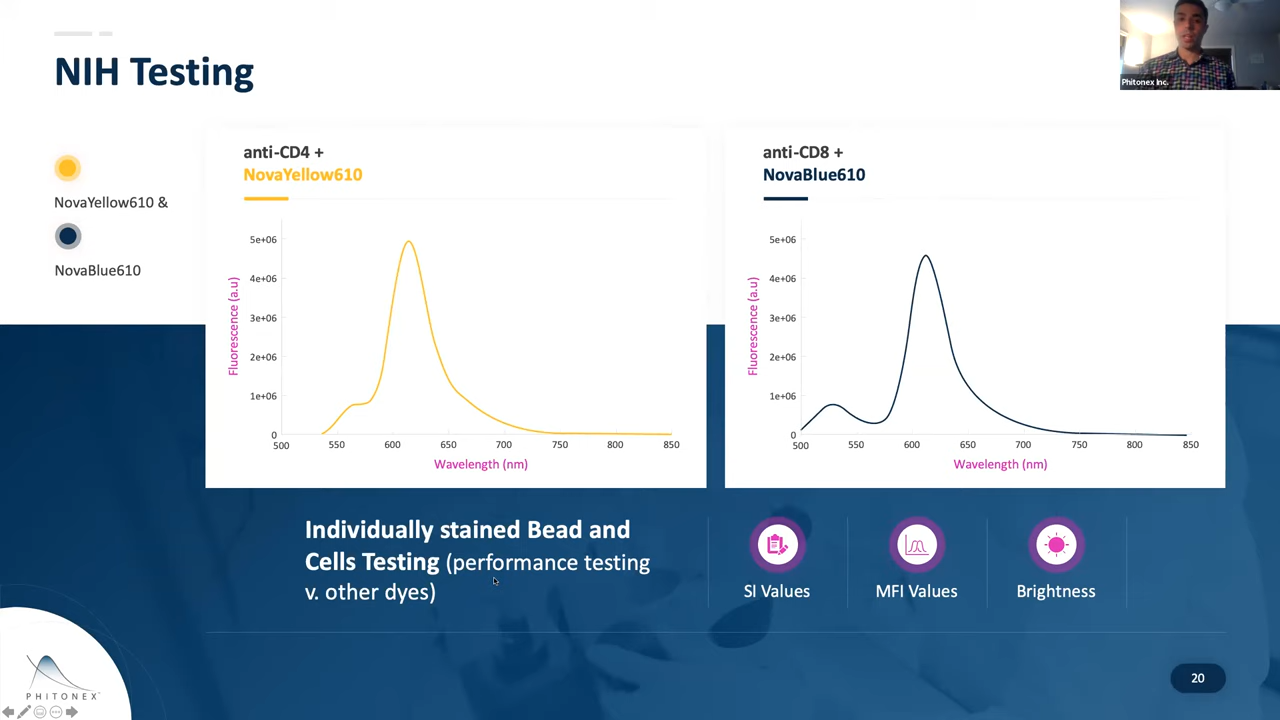 NIH Testing
Phitonex Inc.
NovaYellow610 &
NovaBlue610
anti-CD4 +
NovaYellow610
5e+06
4e+06
3e+06
2e+06
1e+06
0
Fluorescence (a.u)
500 550 600 650 700 750 800 850
Wavelength (nm)
anti-CD8 +
NovaBlue610
5e+06
4e+06
3e+06
2e+06
1e+06
0
Fluorescence (a.u)
500 550 600 650 700 750 800 850
Wavelength (nm)
Individually stained Bead and
Cells Testing (performance testing
v. other dyes)
SI Values
MFI Values
Brightness
PHITONEX
20